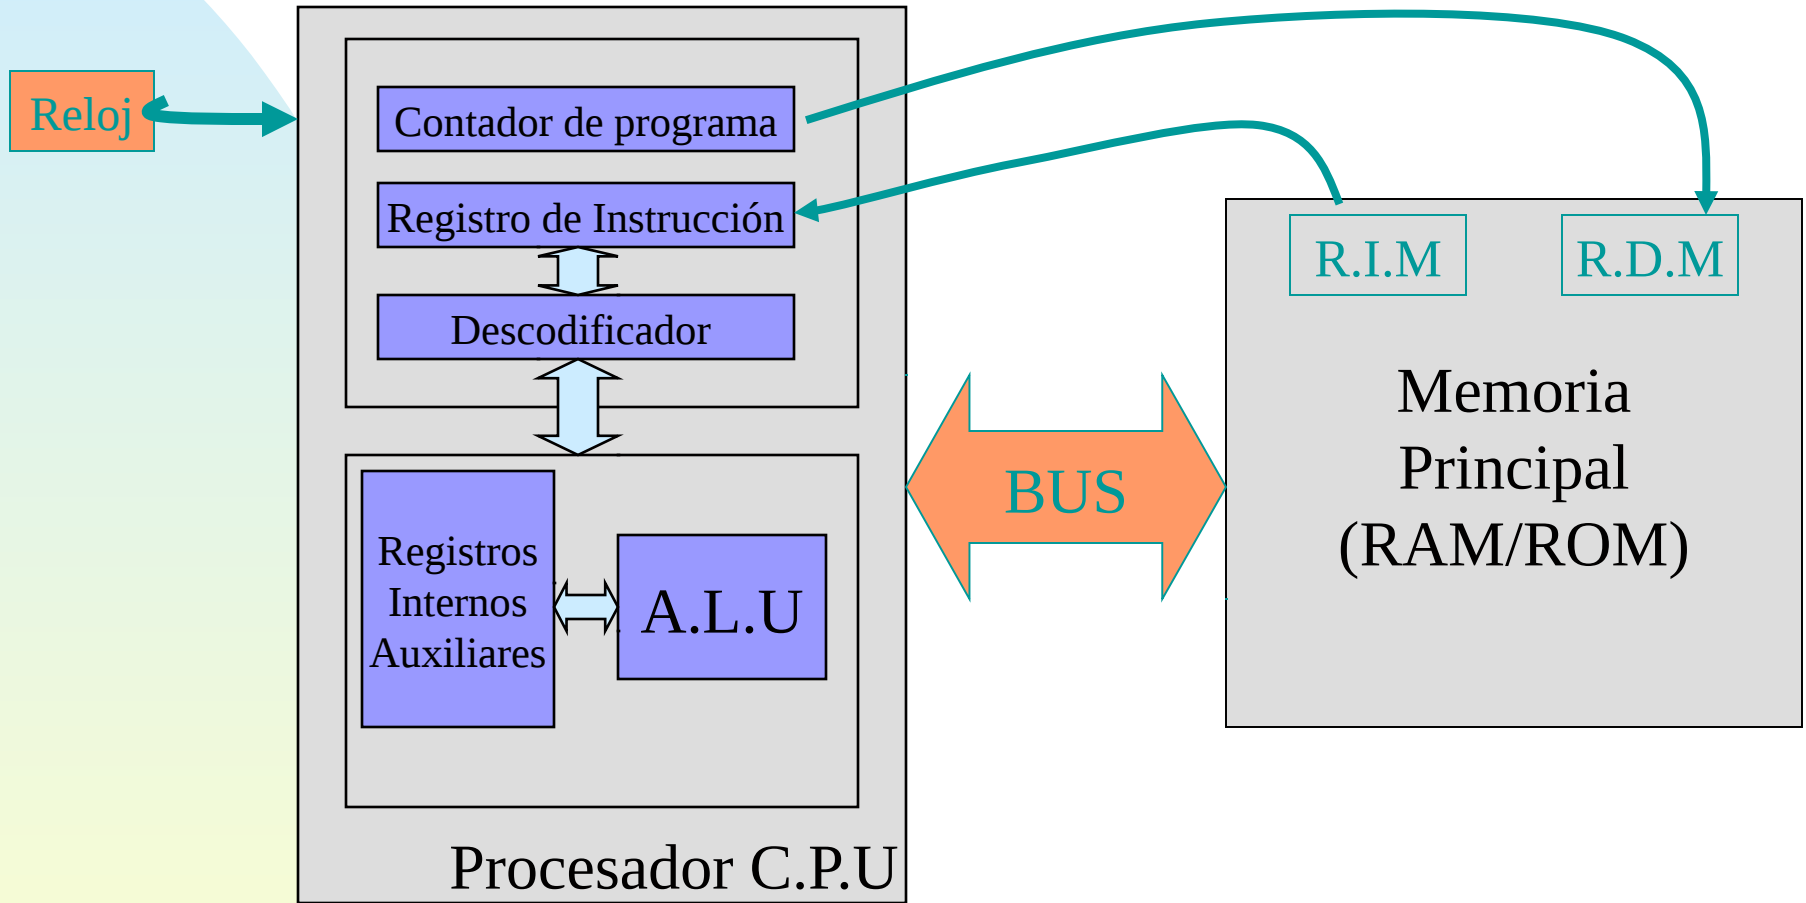 Reloj
Contador de programa
Registro de Instrucción
Descodificador
Registros
Internos
Auxiliares
A.L.U
Procesador C.P.U
BUS
R.I.M
R.D.M
Memoria
Principal
(RAM/ROM)